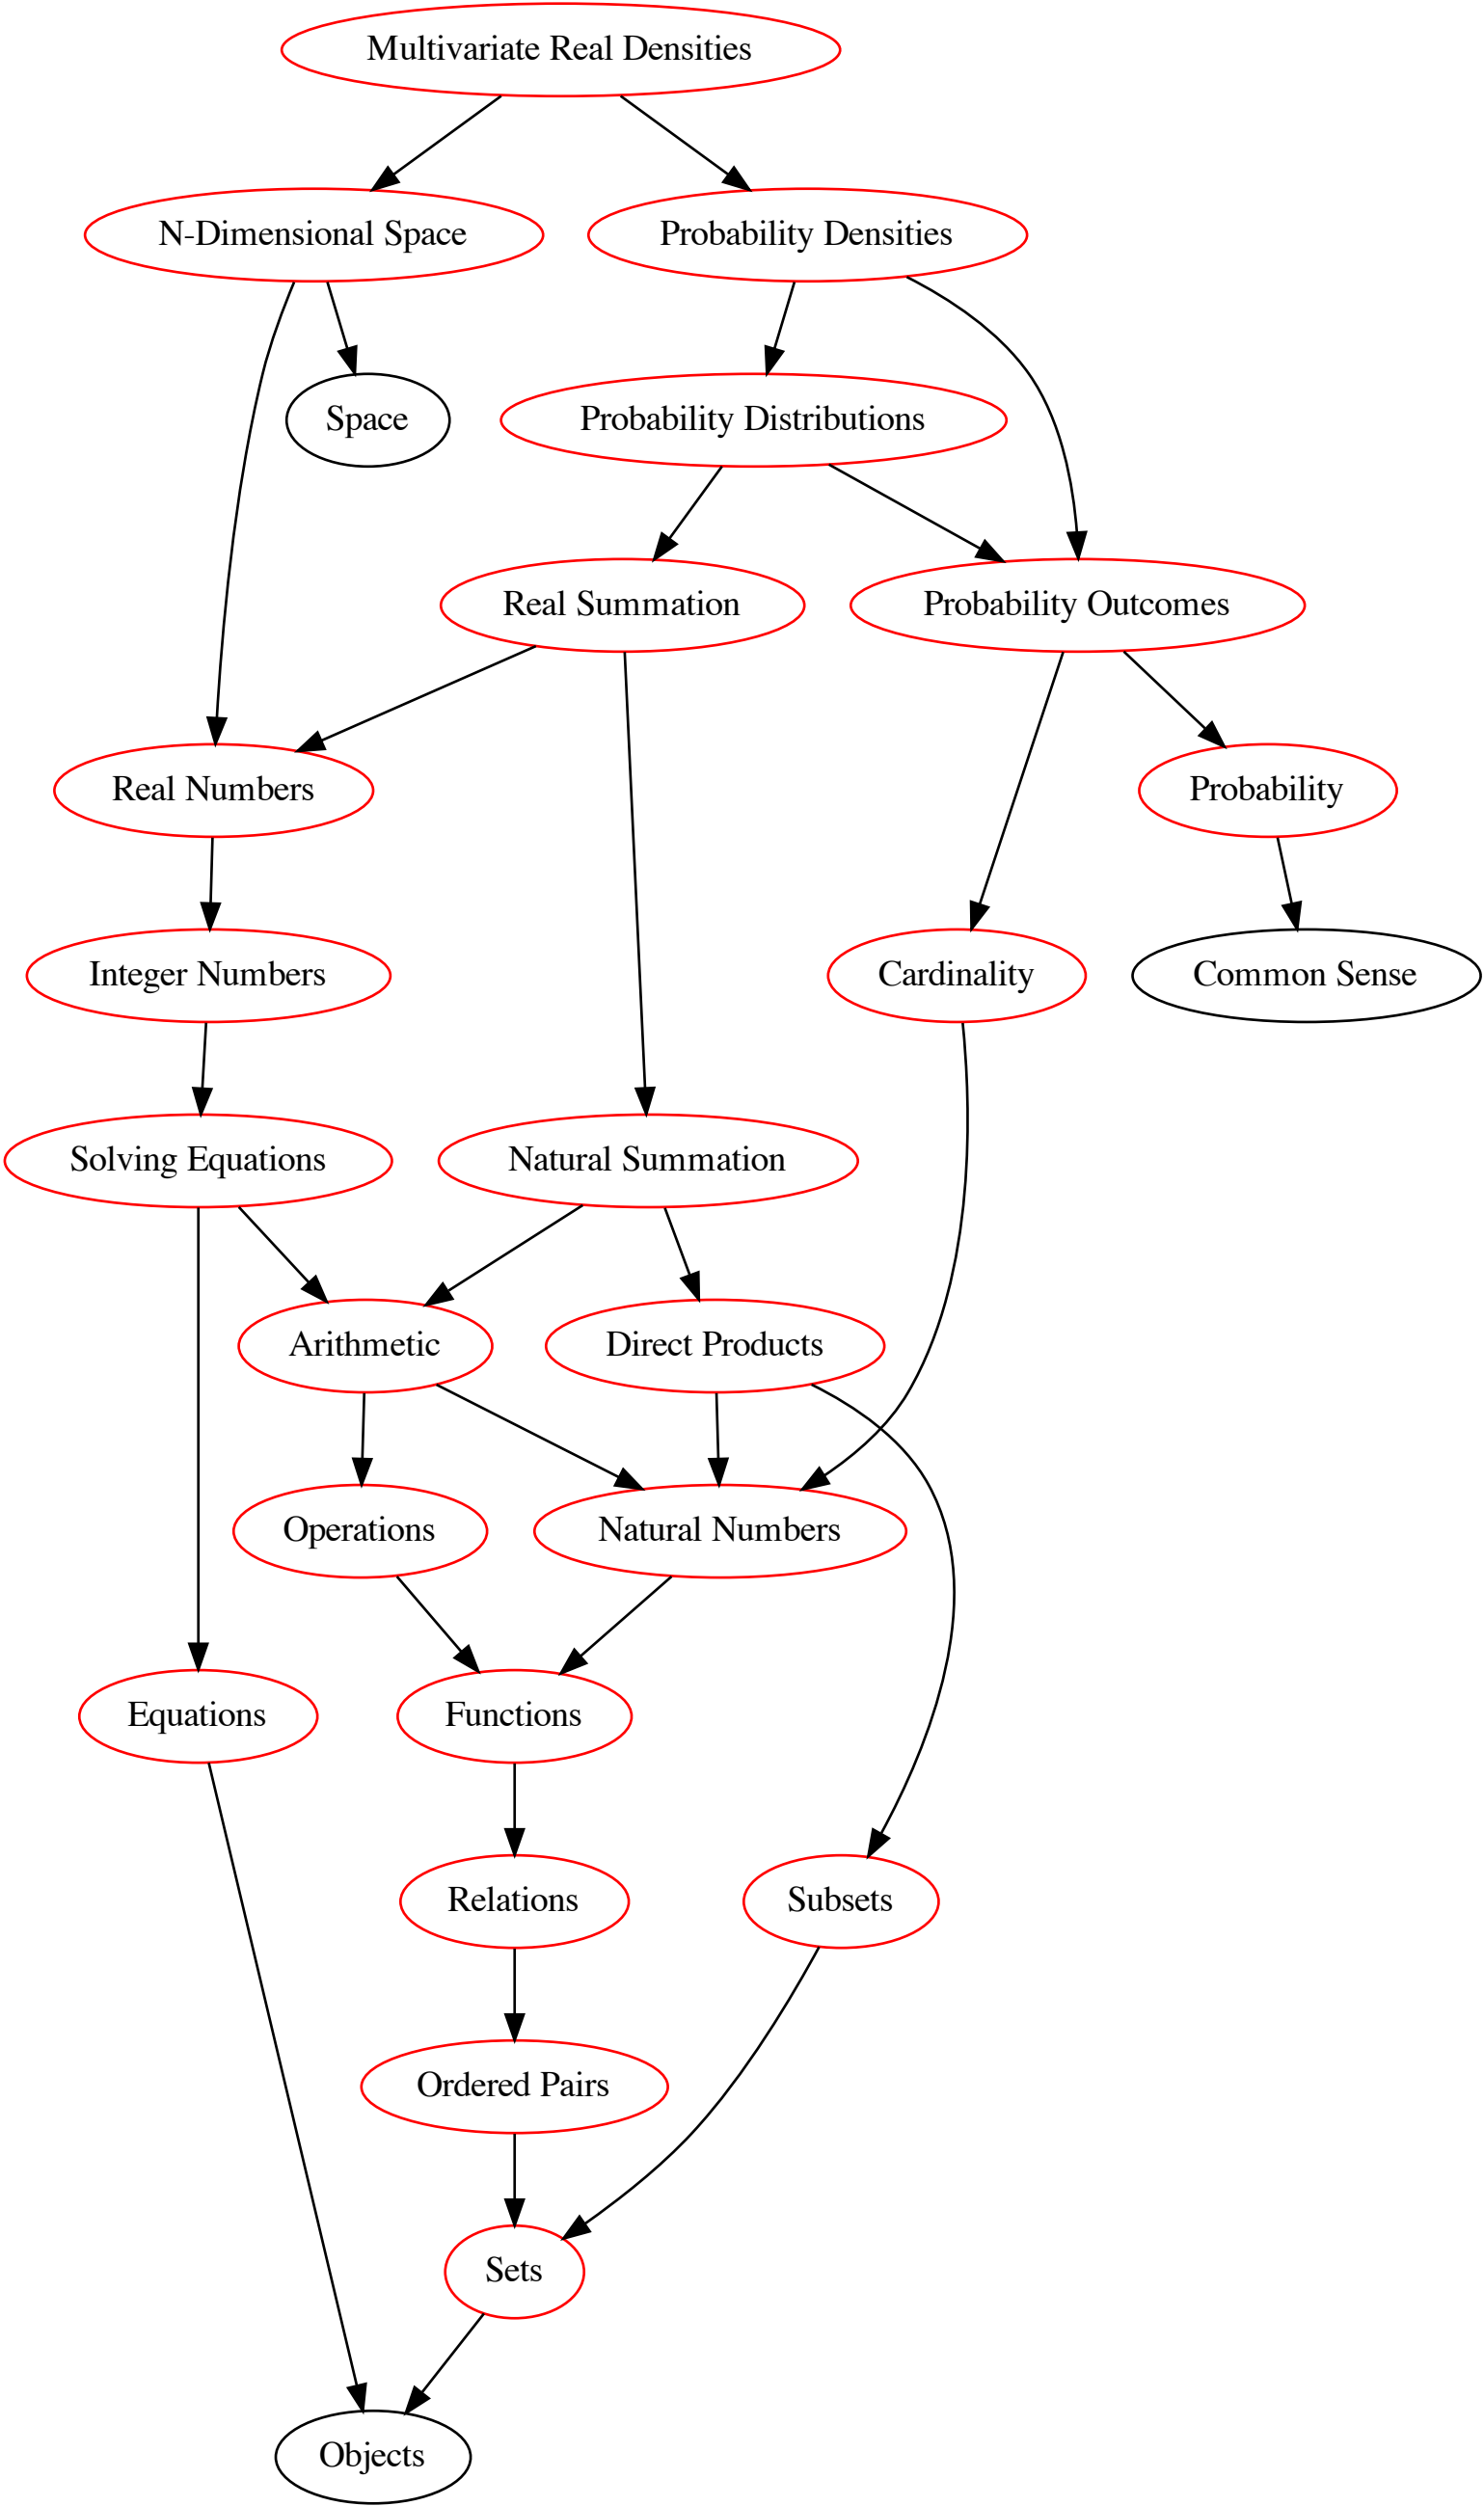 Multivariate Real Densities
N-Dimensional Space
Probability Densities
Space
Probability Distributions
Real Summation
Probability Outcomes
Real Numbers
Probability
Integer Numbers
Cardinality
Common Sense
Solving Equations
Natural Summation
Arithmetic
Direct Products
Operations
Natural Numbers
Equations
Functions
Relations
Subsets
Ordered Pairs
Sets
Objects